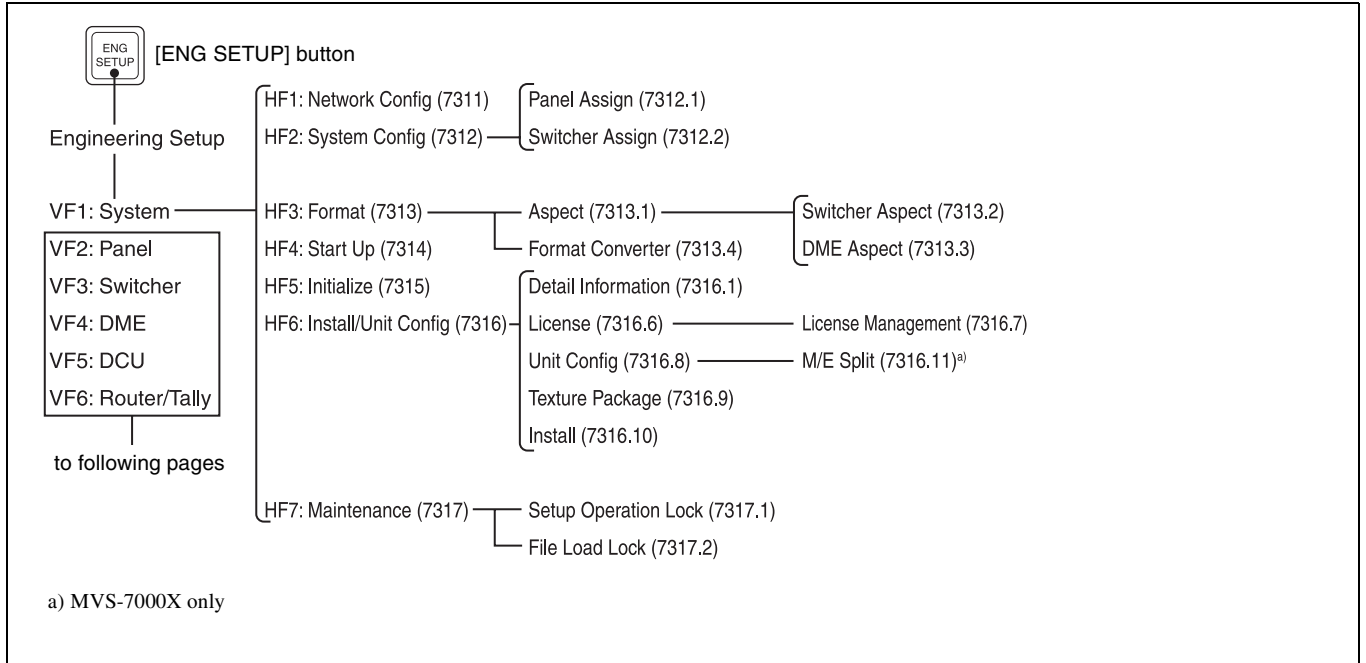 ENG
SETUP
[ENG SETUP] button
Engineering Setup
VF1: System
VF2: Panel
VF3: Switcher
VF4: DME
VF5: DCU
VF6: Router/Tally
to following pages
HF1: Network Config (7311)
HF2: System Config (7312)
Panel Assign (7312.1)
Switcher Assign (7312.2)
HF3: Format (7313)
Aspect (7313.1)
Switcher Aspect (7313.2)
DME Aspect (7313.3)
Format Converter (7313.4)
HF4: Start Up (7314)
HF5: Initialize (7315)
HF6: Install/Unit Config (7316)
Detail Information (7316.1)
License (7316.6)
License Management (7316.7)
Unit Config (7316.8)
M/E Split (7316.11)a)
Texture Package (7316.9)
Install (7316.10)
HF7: Maintenance (7317)
Setup Operation Lock (7317.1)
File Load Lock (7317.2)
a) MVS-7000X only